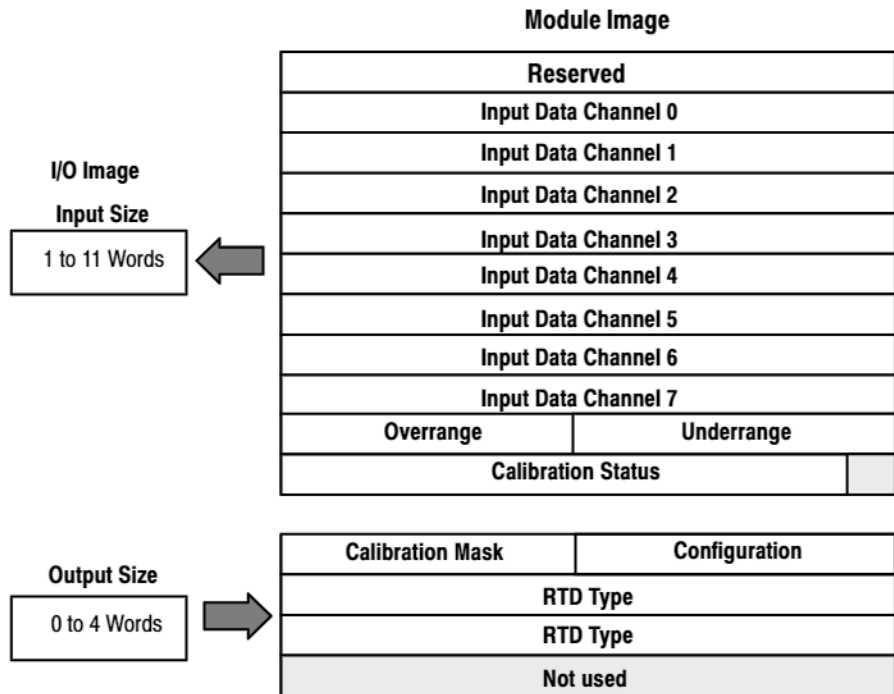 Module Image
Reserved
Input Data Channel 0
Input Data Channel 1
Input Data Channel 2
Input Data Channel 3
Input Data Channel 4
Input Data Channel 5
Input Data Channel 6
Input Data Channel 7
Overrange Underrange
Calibration Status
I/O Image
Input Size
1 to 11 Words
Calibration Mask Configuration
RTD Type
RTD Type
Not used
Output Size
0 to 4 Words